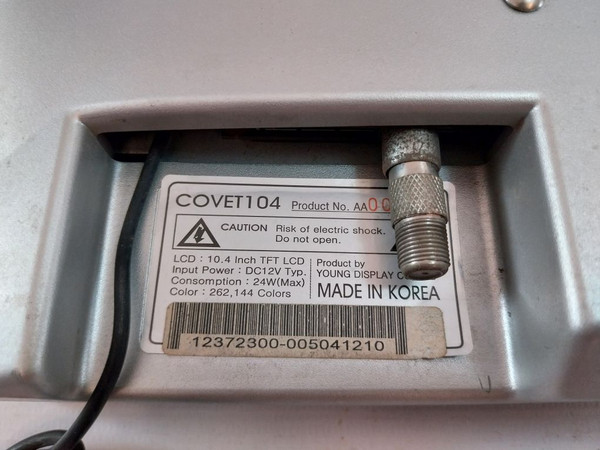 COVET104 Product No. AA00
CAUTION Risk of electric shock.
Do not open.
LCD : 10.4 Inch TFT LCD
Input Power : DC12V Typ.
Consomption : 24W(Max)
Color : 262,144 Colors
Product by
YOUNG DISPLAY
MADE IN KOREA
12372300-005041210